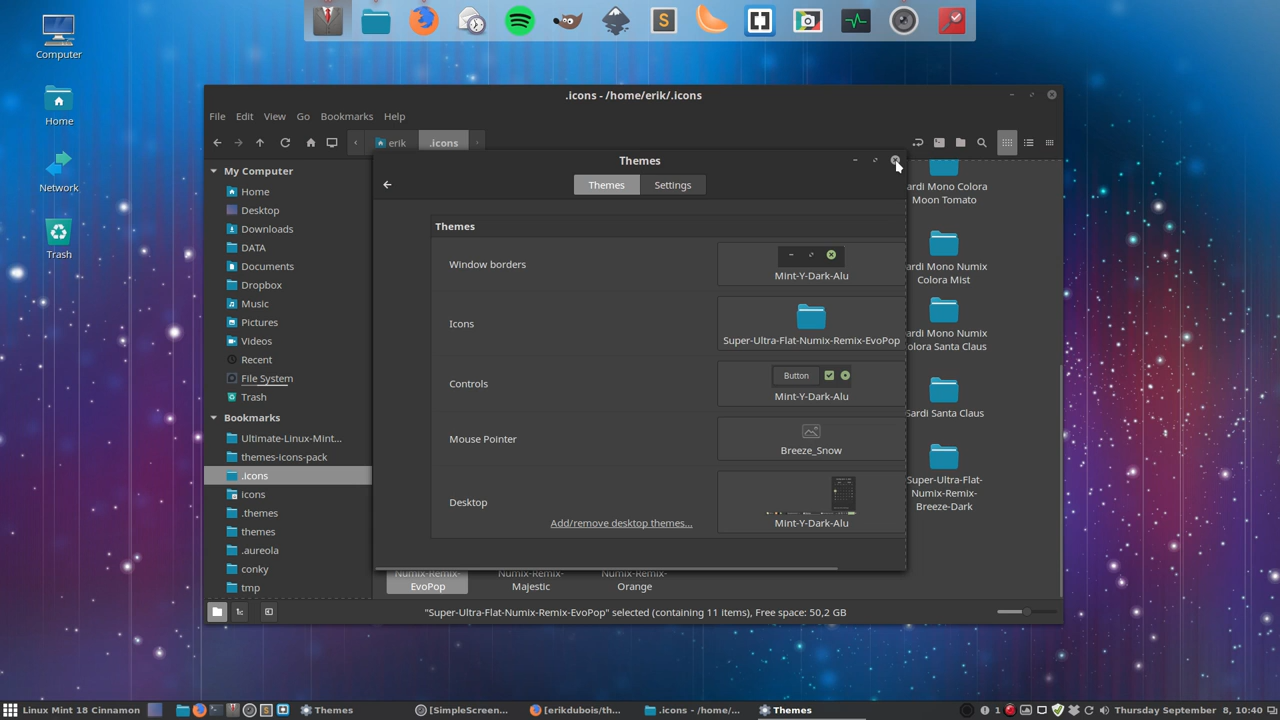 Computer
Home
Network
Trash
.icons - /home/erik/.icons
File Edit View Go Bookmarks Help
erik .icons
My Computer
Home
Desktop
Downloads
DATA
Documents
Dropbox
Music
Pictures
Videos
Recent
File System
Trash
Bookmarks
Ultimate-Linux-Mint...
themes-icons-pack
.icons
icons
.themes
themes
.aureola
conky
tmp
Themes
Themes Settings
Themes
Window borders
Mint-Y-Dark-Alu
Icons
Super-Ultra-Flat-Numix-Remix-EvoPop
Controls
Button
Mint-Y-Dark-Alu
Mouse Pointer
Breeze_Snow
Desktop
Add/remove desktop themes...
Mint-Y-Dark-Alu
ardi Mono Colora
Moon Tomato
ardi Mono Numix
Colora Mist
ardi Mono Numix
olora Santa Claus
Sardi Santa Claus
Super-Ultra-Flat-
Numix-Remix-
Breeze-Dark
Numix-Remix-
EvoPop
Numix-Remix-
Majestic
Numix-Remix-
Orange
"Super-Ultra-Flat-Numix-Remix-EvoPop" selected (containing 11 items), Free space: 50,2 GB
Linux Mint 18 Cinnamon
Themes
[SimpleScreen...
[erikdubois/th...
.icons - /home/...
Themes
1
Thursday September 8, 10:40